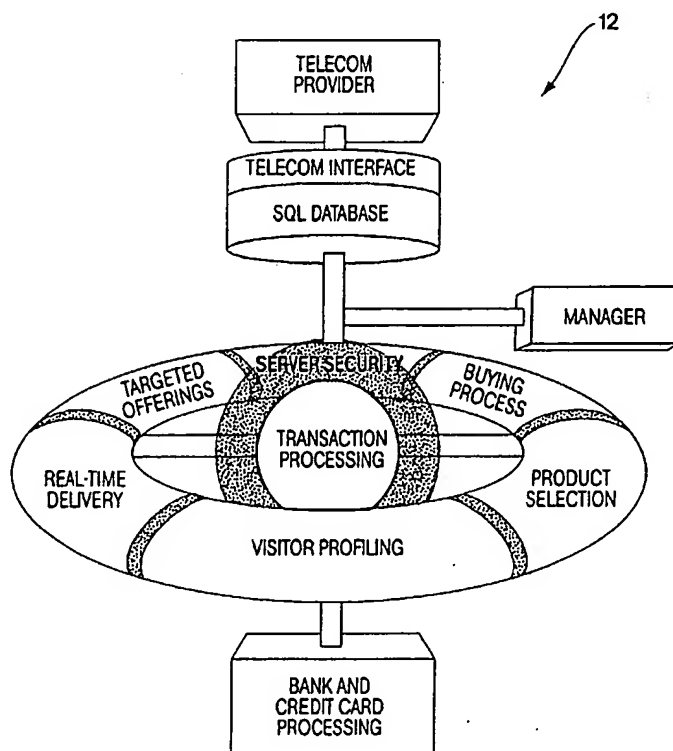 12
TELECOM
PROVIDER
TELECOM INTERFACE
SQL DATABASE
MANAGER
SERVER SECURITY
TARGETED
OFFERINGS
BUYING
PROCESS
TRANSACTION
PROCESSING
REAL-TIME
DELIVERY
PRODUCT
SELECTION
VISITOR PROFILING
BANK AND
CREDIT CARD
PROCESSING